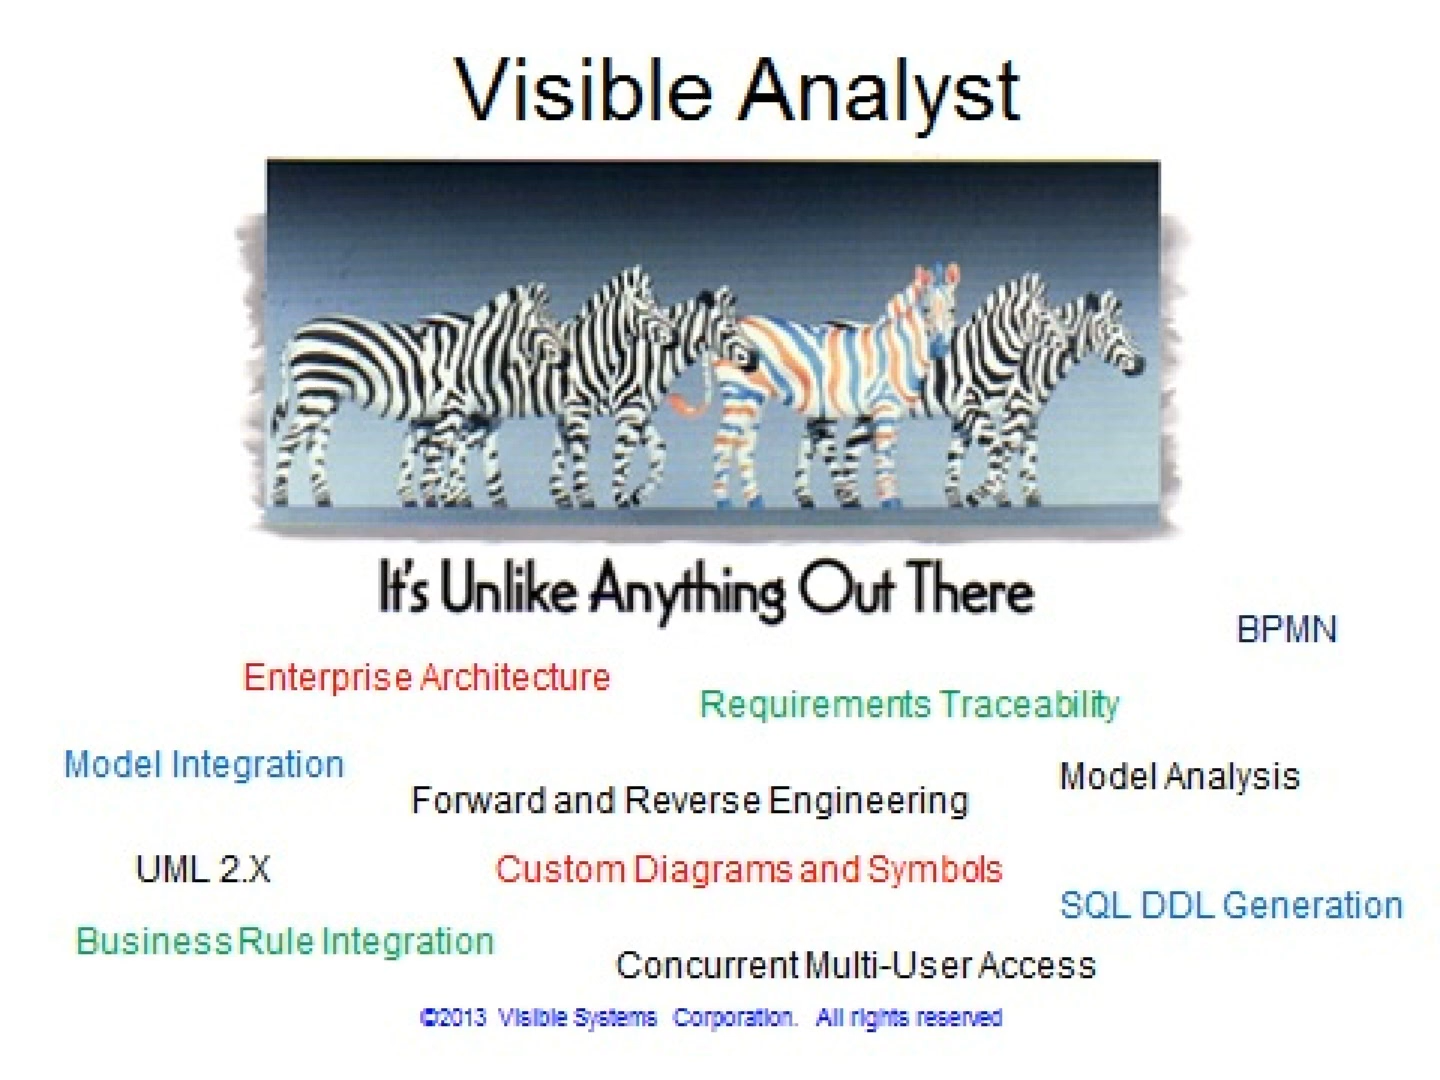 Visible Analyst
It's Unlike Anything Out There
BPMN
Enterprise Architecture
Requirements Traceability
Model Integration
Model Analysis
Forward and Reverse Engineering
UML 2.X
Custom Diagrams and Symbols
SQL DDL Generation
Business Rule Integration
Concurrent Multi-User Access
©2013 Visible Systems Corporation. All rights reserved